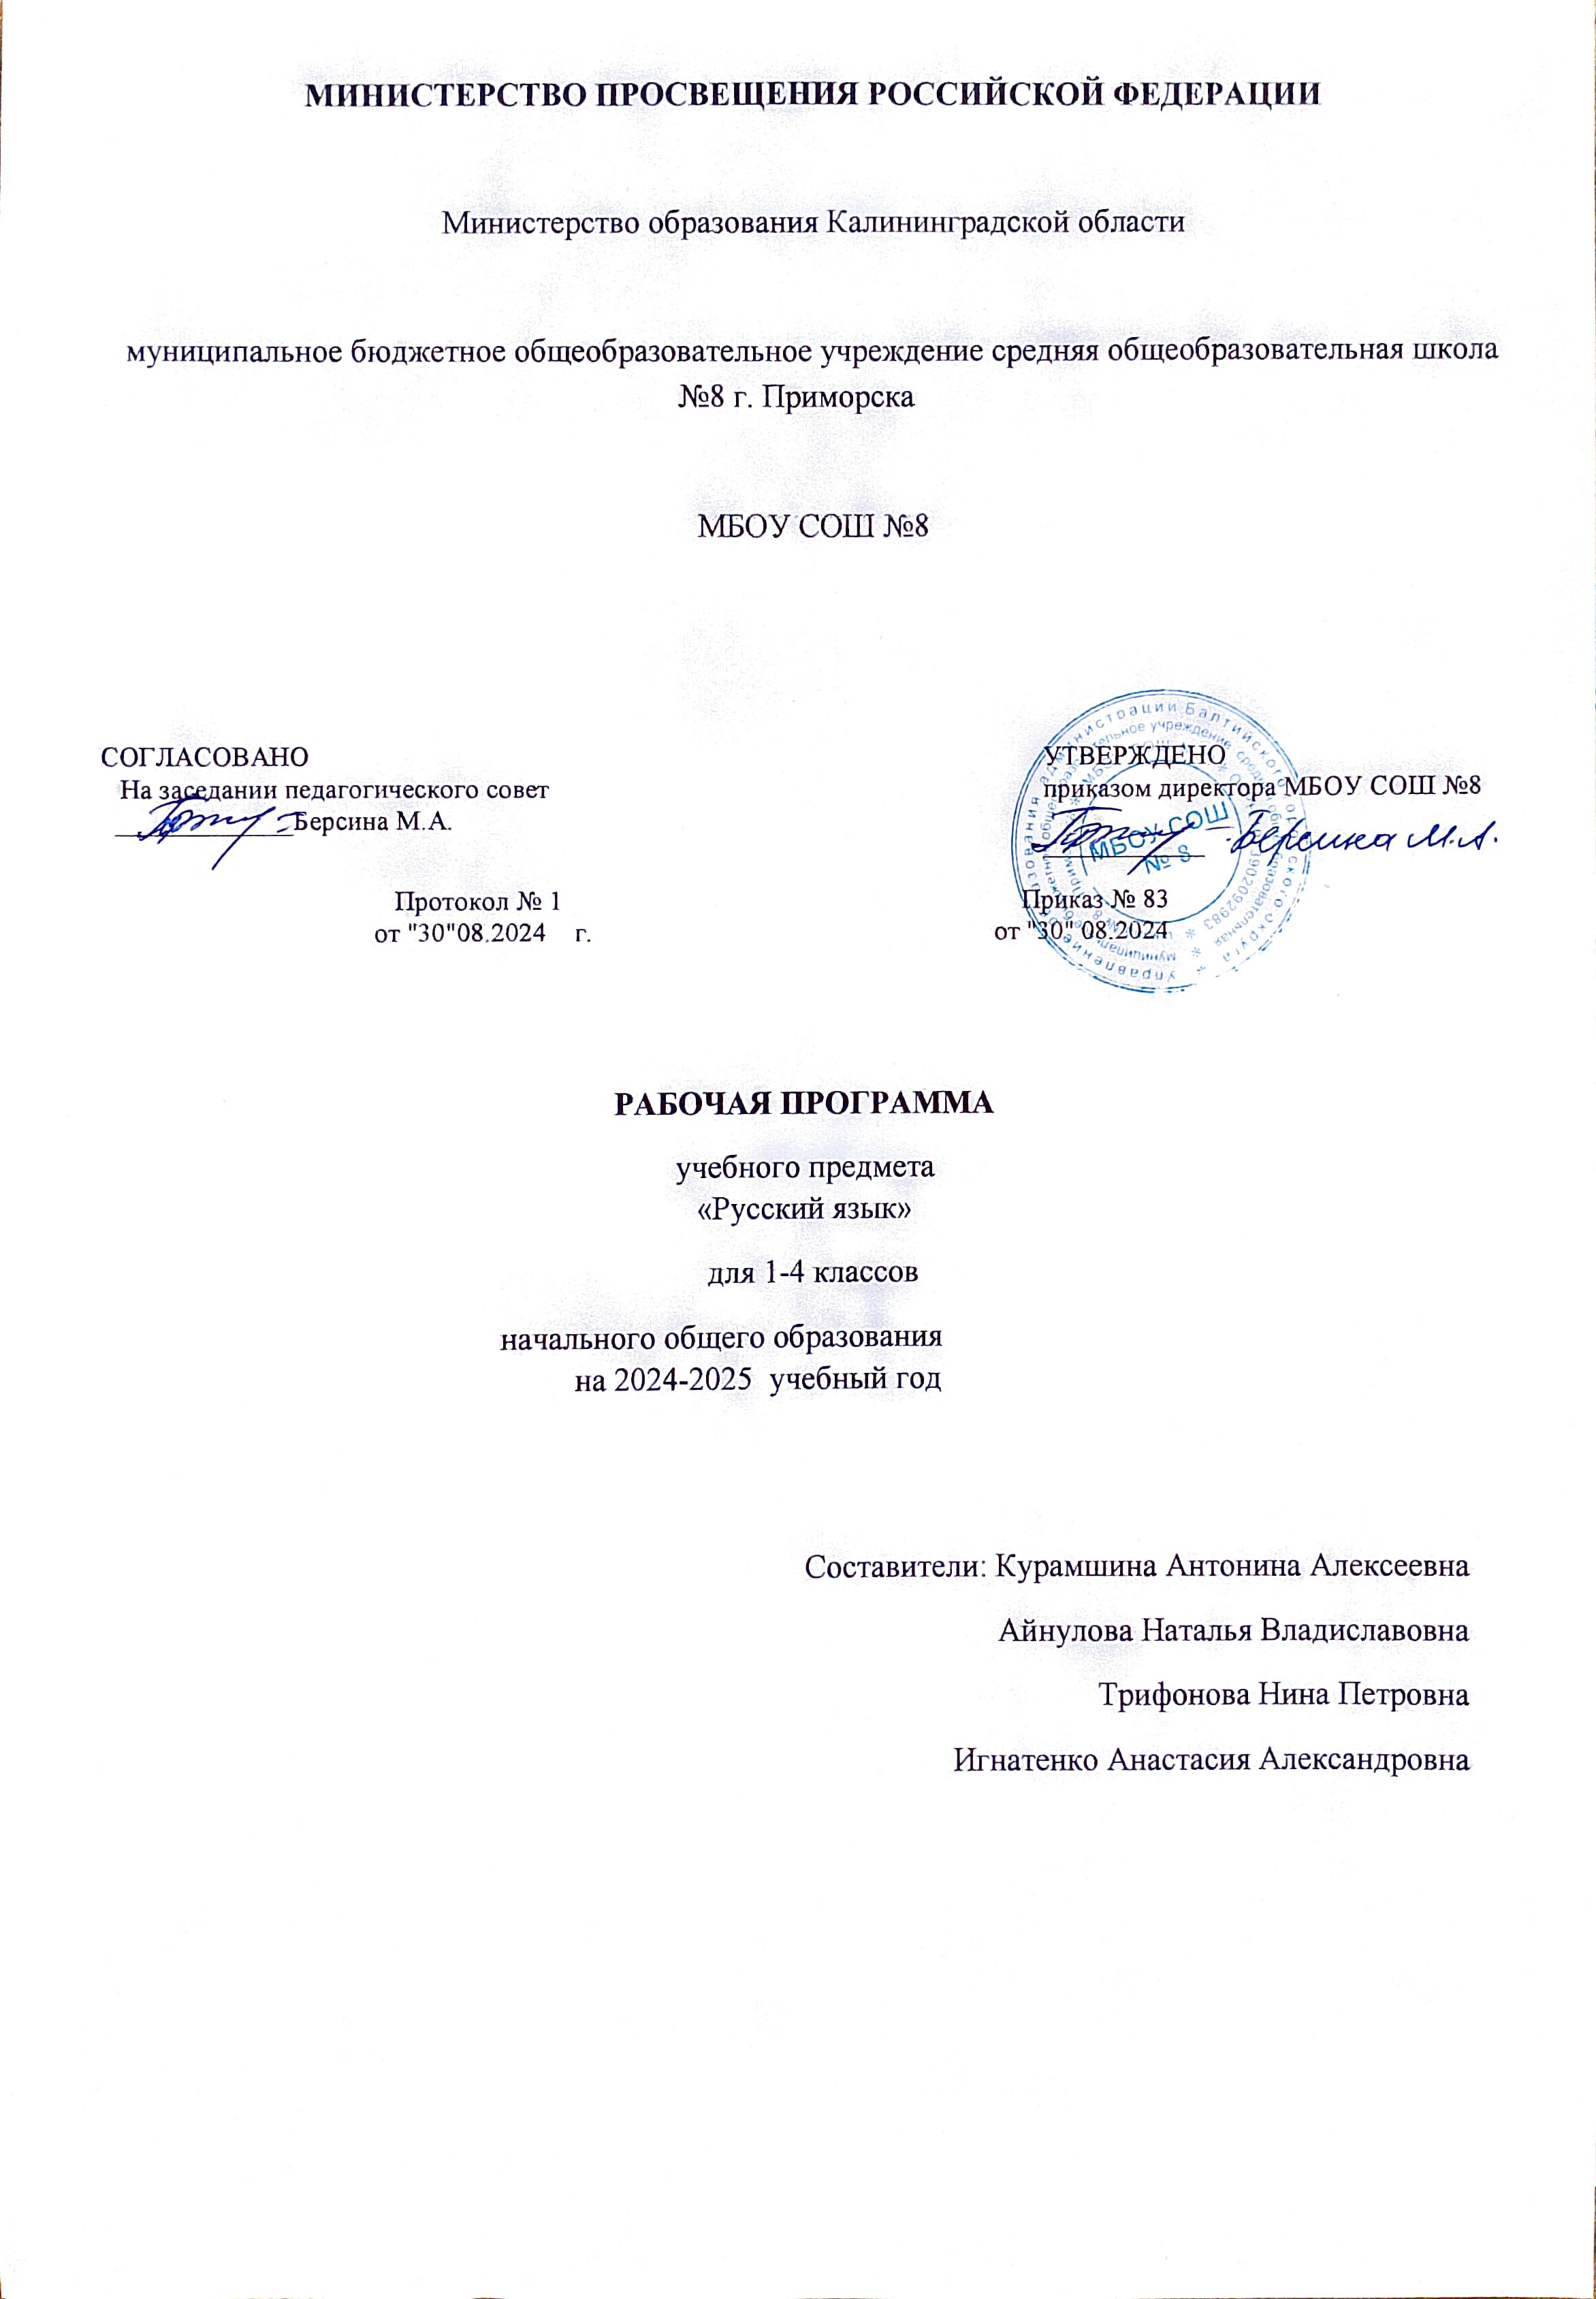 МИНИСТЕРСТВО ПРОСВЕЩЕНИЯ РОССИЙСКОЙ ФЕДЕРАЦИИ
Министерство образования Калининградской области
муниципальное бюджетное общеобразовательное учреждение средняя общеобразовательная школа
№8 г. Приморска
МБОУ СОШ №8
СОГЛАСОВАНО
На заседании педагогического совет
Берсина М.А.
Протокол № 1
от "30"08.2024 г.
УТВЕРЖДЕНО
приказом директора МБОУ СОШ №8
Берсина М.А.
Приказ № 83
от "30" 08.2024
МБОУ СОШ
№ 8
РАБОЧАЯ ПРОГРАММА
учебного предмета
«Русский язык»
для 1-4 классов
начального общего образования
на 2024-2025 учебный год
Составители: Курамшина Антонина Алексеевна
Айнулова Наталья Владиславовна
Трифонова Нина Петровна
Игнатенко Анастасия Александровна